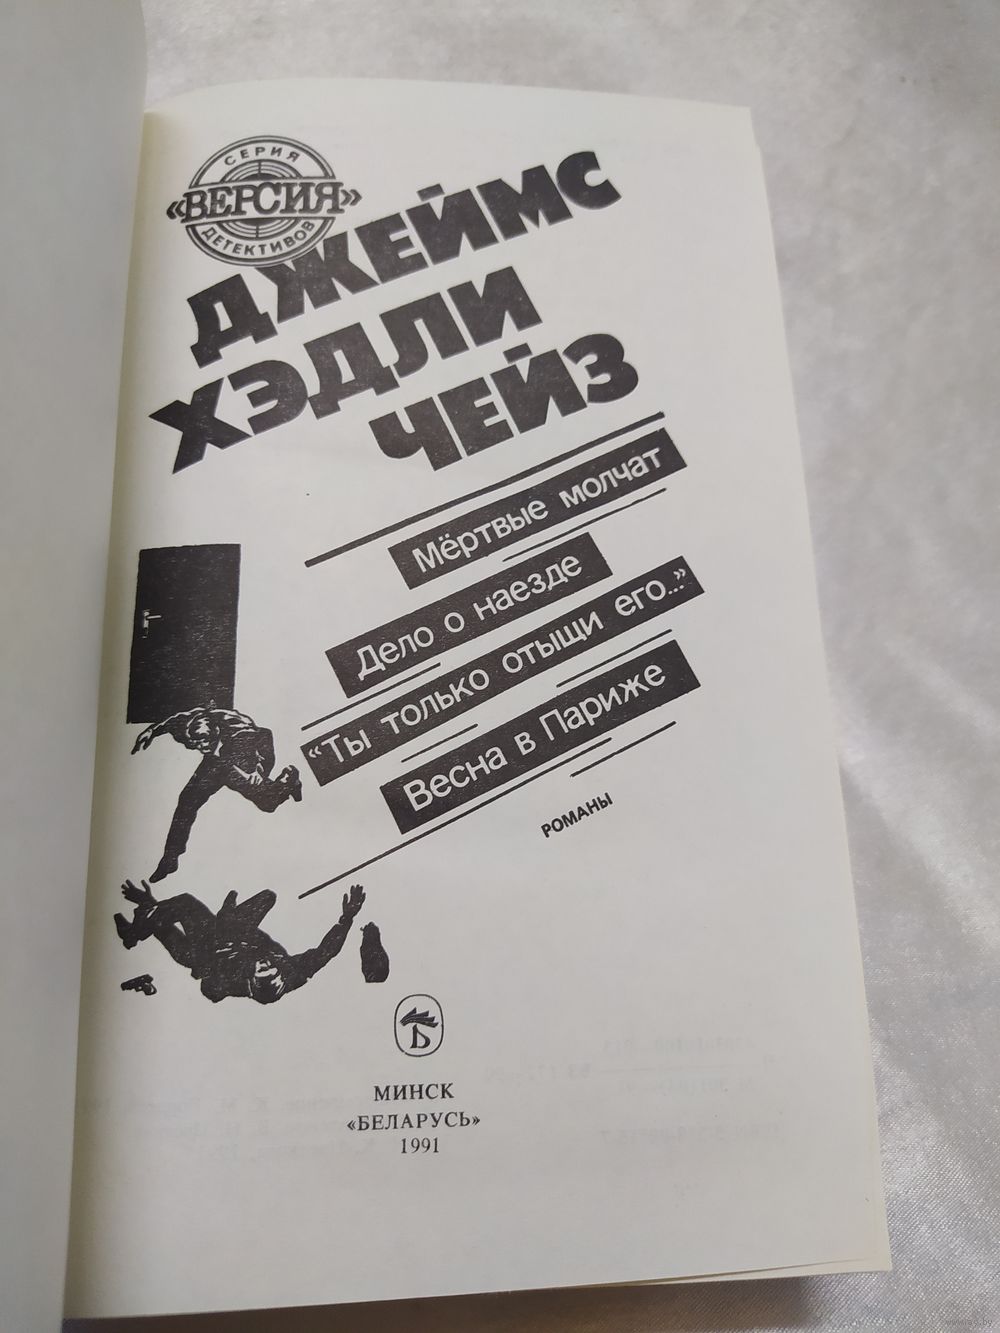 СЕРИЯ
«ВЕРСИЯ»
ДЕТЕКТИВОВ
ДЖЕЙМС
ХЭДЛИ
ЧЕЙЗ
Мёртвые молчат
Дело о наезде
“Ты только отыщи его...”
Весна в Париже
РОМАНЫ
Б
МИНСК
«БЕЛАРУСЬ»
1991